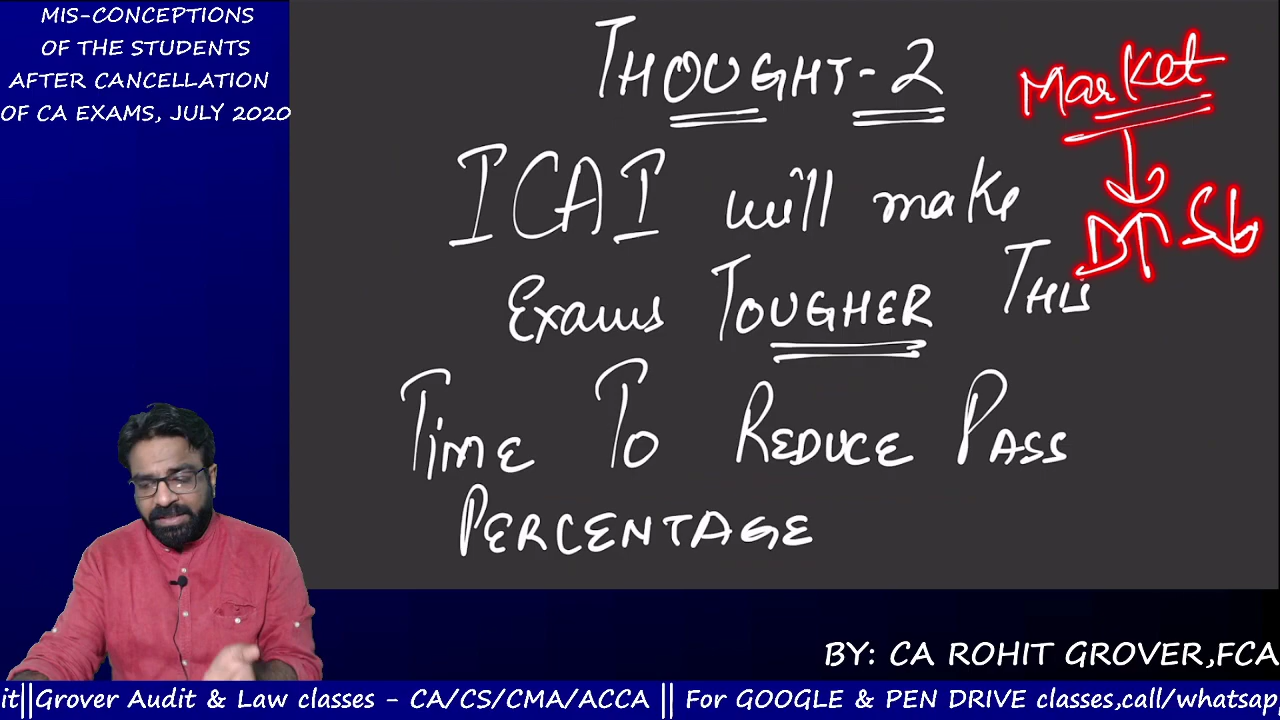 MIS-CONCEPTIONS
OF THE STUDENTS
AFTER CANCELLATION
OF CA EXAMS, JULY 2020
THOUGHT-2
Market
ICAI will make
Exams TOUGHER THIS
TIME TO REDUCE PASS
PERCENTAGE
BY: CA ROHIT GROVER,FCA
it||Grover Audit & Law classes - CA/CS/CMA/ACCA || For GOOGLE & PEN DRIVE classes,call/whatsap